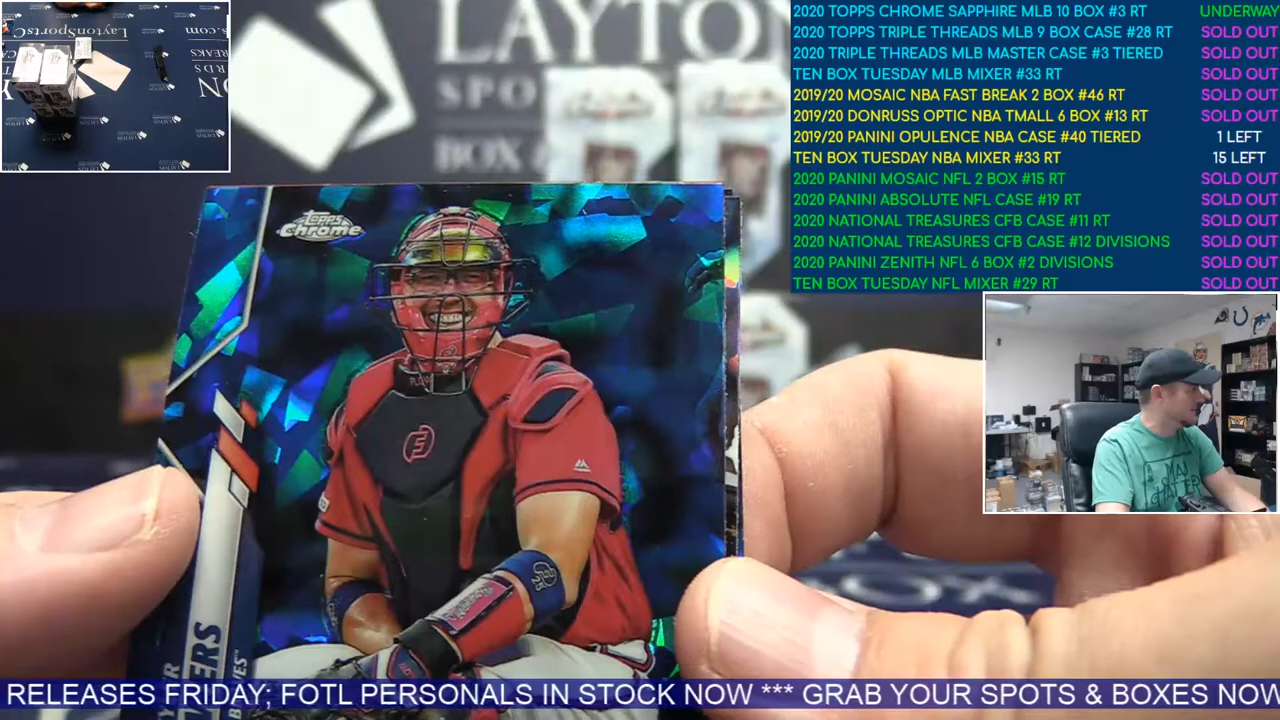 LaytonSportsC
s.com
REAKS
RDS
LAYTON
SPO
BOX
2020 TOPPS CHROME SAPPHIRE MLB 10 BOX #3 RT UNDERWAY
2020 TOPPS TRIPLE THREADS MLB 9 BOX CASE #28 RT SOLD OUT
2020 TRIPLE THREADS MLB MASTER CASE #3 TIERED SOLD OUT
TEN BOX TUESDAY MLB MIXER #33 RT SOLD OUT
2019/20 MOSAIC NBA FAST BREAK 2 BOX #46 RT SOLD OUT
2019/20 DONRUSS OPTIC NBA TMALL 6 BOX #13 RT SOLD OUT
2019/20 PANINI OPULENCE NBA CASE #40 TIERED 1 LEFT
TEN BOX TUESDAY NBA MIXER #33 RT 15 LEFT
2020 PANINI MOSAIC NFL 2 BOX #15 RT SOLD OUT
2020 PANINI ABSOLUTE NFL CASE #19 RT SOLD OUT
2020 NATIONAL TREASURES CFB CASE #11 RT SOLD OUT
2020 NATIONAL TREASURES CFB CASE #12 DIVISIONS SOLD OUT
2020 PANINI ZENITH NFL 6 BOX #2 DIVISIONS SOLD OUT
TEN BOX TUESDAY NFL MIXER #29 RT SOLD OUT
TOPPS
Chrome
ERS
RELEASES FRIDAY; FOTL PERSONALS IN STOCK NOW *** GRAB YOUR SPOTS & BOXES NOW